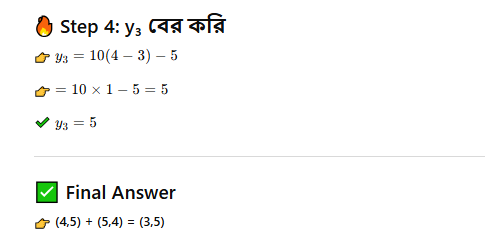 🔥 Step 4: y₃ বের করি
👉 y₃ = 10(4 − 3) − 5
👉 = 10 × 1 − 5 = 5
✔ y₃ = 5
✅ Final Answer
👉 (4,5) + (5,4) = (3,5)